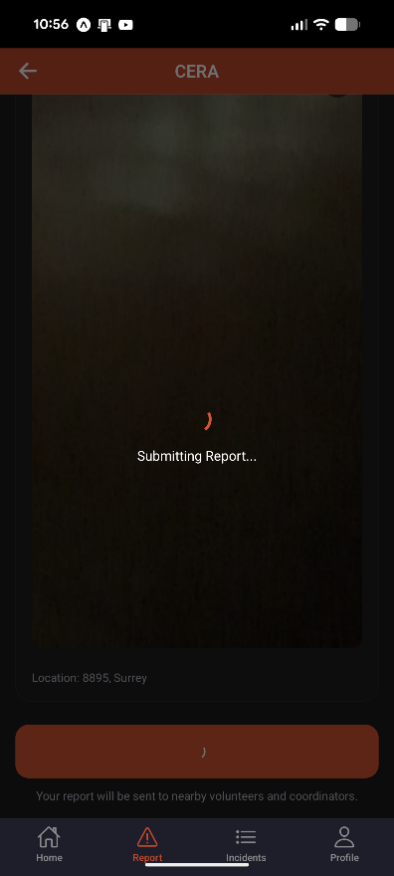 10:56
CERA
Submitting Report...
Location: 8895, Surrey
Your report will be sent to nearby volunteers and coordinators.
Home
Report
Incidents
Profile